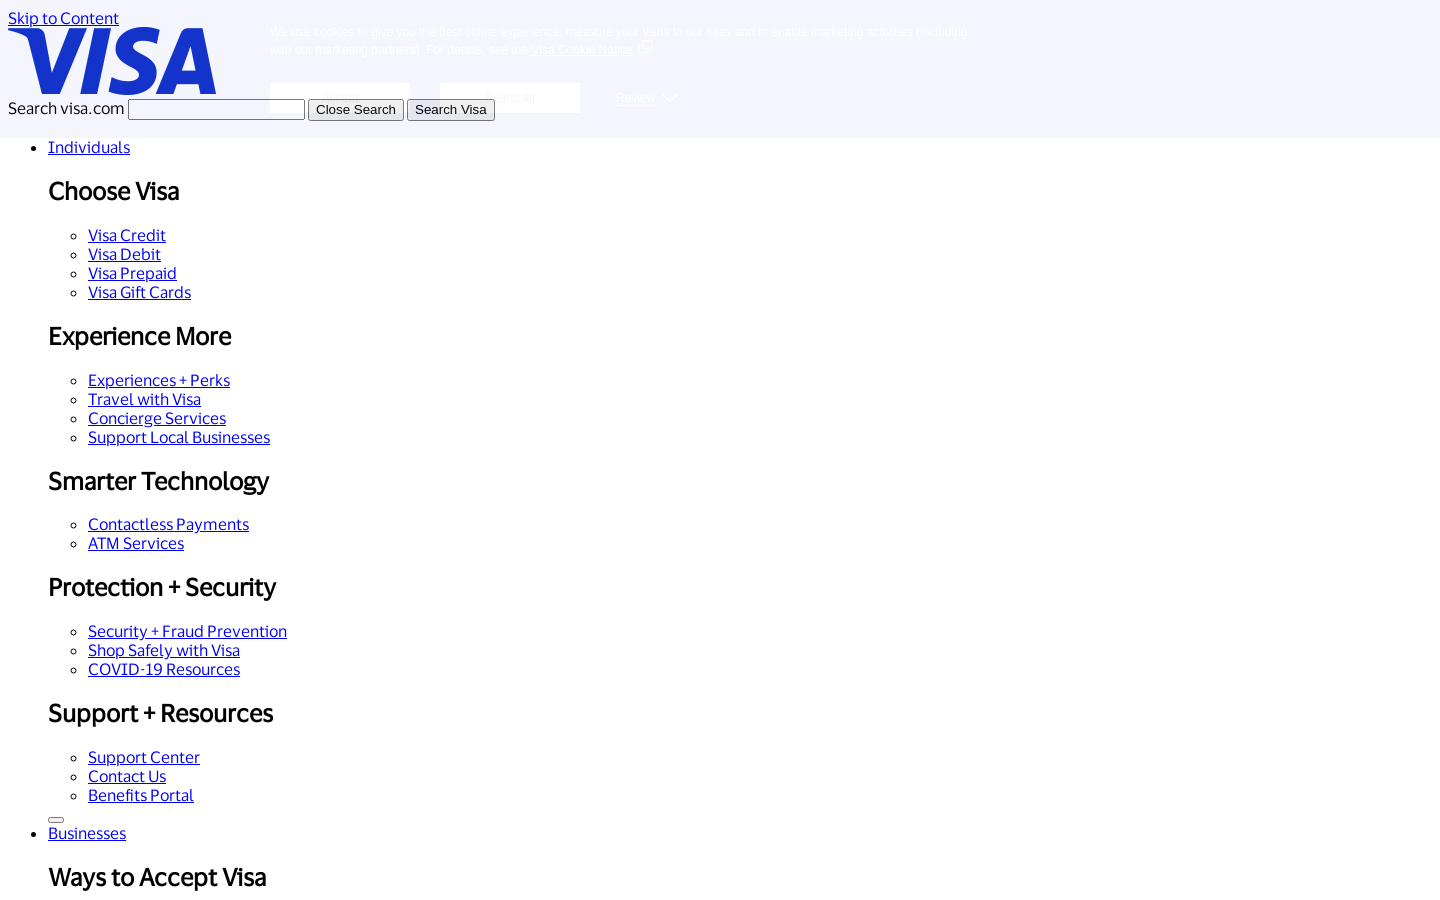 Skip to Content
VISA
We use cookies to give you the best online experience, measure your visits to our sites and to enable marketing activities (including
with our marketing partners). For details, see the Visa Cookie Notice
Search visa.com
Close Search
Search Visa
Reject all
Review
Individuals
Choose Visa
Visa Credit
Visa Debit
Visa Prepaid
Visa Gift Cards
Experience More
Experiences + Perks
Travel with Visa
Concierge Services
Support Local Businesses
Smarter Technology
Contactless Payments
ATM Services
Protection + Security
Security + Fraud Prevention
Shop Safely with Visa
COVID-19 Resources
Support + Resources
Support Center
Contact Us
Benefits Portal
Businesses
Ways to Accept Visa